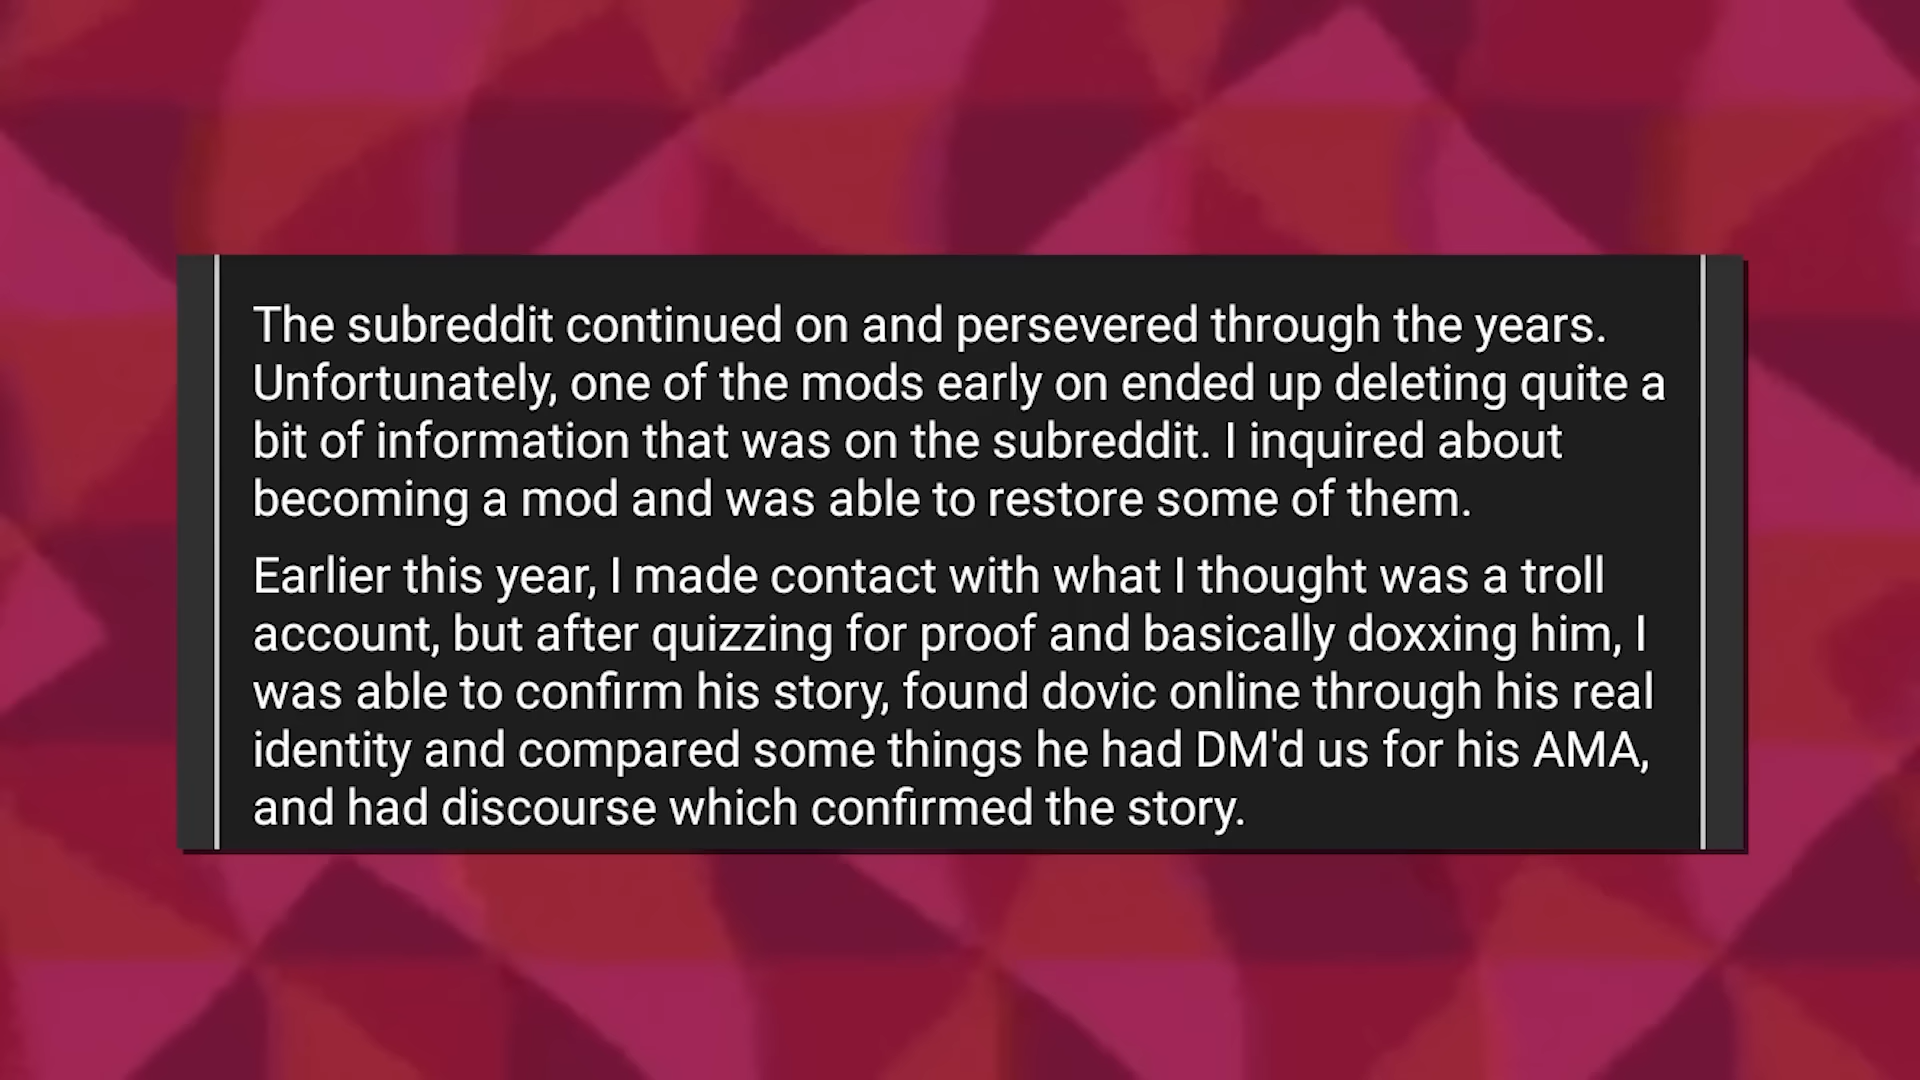 The subreddit continued on and persevered through the years.
Unfortunately, one of the mods early on ended up deleting quite a
bit of information that was on the subreddit. I inquired about
becoming a mod and was able to restore some of them.
Earlier this year, I made contact with what I thought was a troll
account, but after quizzing for proof and basically doxxing him, I
was able to confirm his story, found dovic online through his real
identity and compared some things he had DM'd us for his AMA,
and had discourse which confirmed the story.